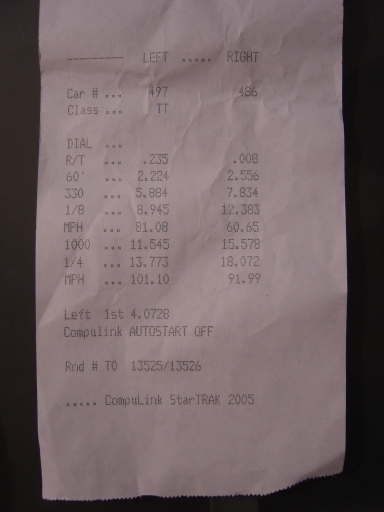 ------------ LEFT ..... RIGHT
Car # ... 497 486
Class ... TT
DIAL ...
R/T ... .235 .008
60' ... 2.224 2.556
330 ... 5.884 7.834
1/8 ... 8.945 12.383
MPH ... 81.08 60.65
1000 ... 11.545 15.578
1/4 ... 13.773 18.072
MPH ... 101.10 91.99
Left 1st 4.0728
Compulink AUTOSTART OFF
Rnd # TO 13525/13526
..... CompuLink StarTRAK 2005